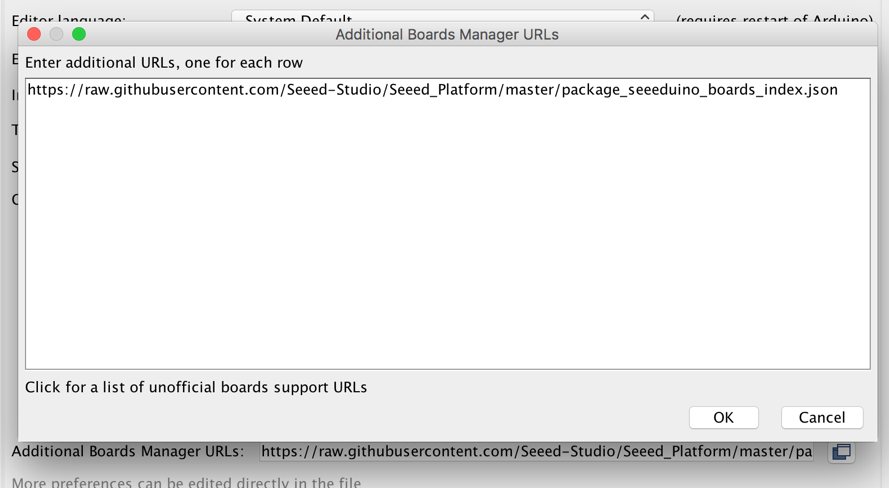 Editor language:
System Default
(requires restart of Arduino)
Additional Boards Manager URLs
Enter additional URLs, one for each row
https://raw.githubusercontent.com/Seeed-Studio/Seeed_Platform/master/package_seeeduino_boards_index.json
Click for a list of unofficial boards support URLs
OK Cancel
Additional Boards Manager URLs: https://raw.githubusercontent.com/Seeed-Studio/Seeed_Platform/master/pa
More preferences can be edited directly in the file